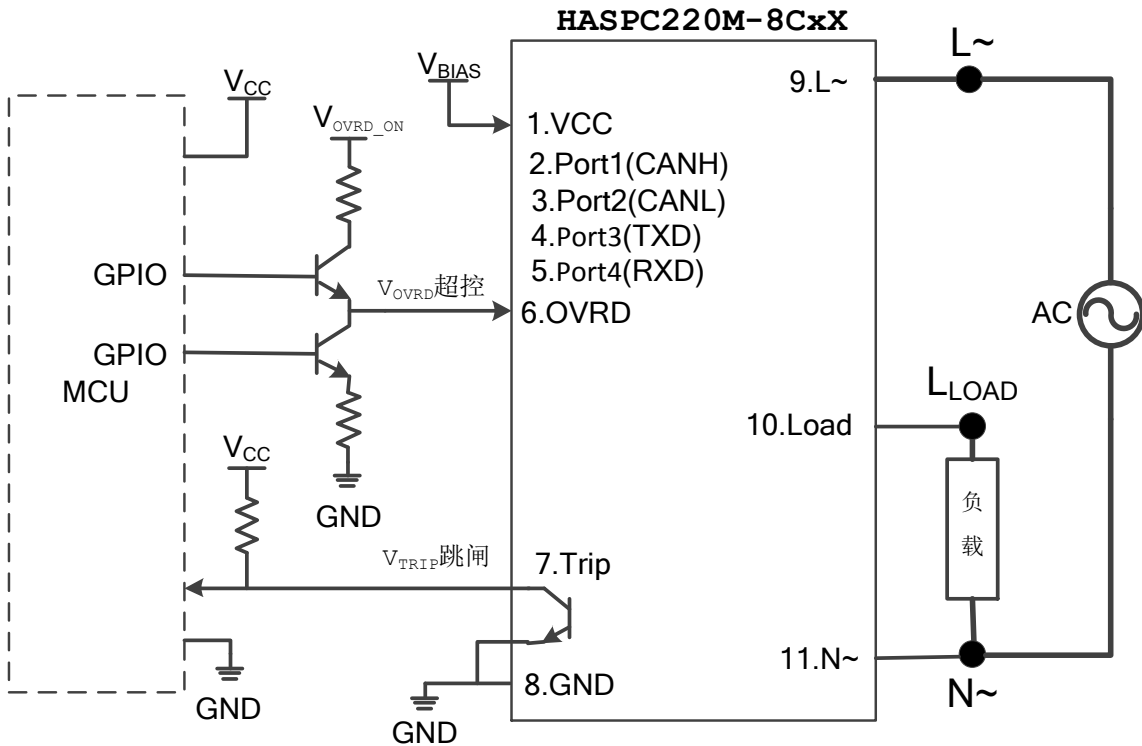 HASPC220M-8CxX
VCC
VBIAS
L~
9.L~
VOVRD_ON
1.VCC
2.Port1(CANH)
3.Port2(CANL)
4.Port3(TXD)
5.Port4(RXD)
GPIO
VOVRD超控
6.OVRD
AC
GPIO
MCU
LLOAD
10.Load
VCC
GND
负
载
VTRIP跳闸
7.Trip
11.N~
8.GND
N~
GND
GND